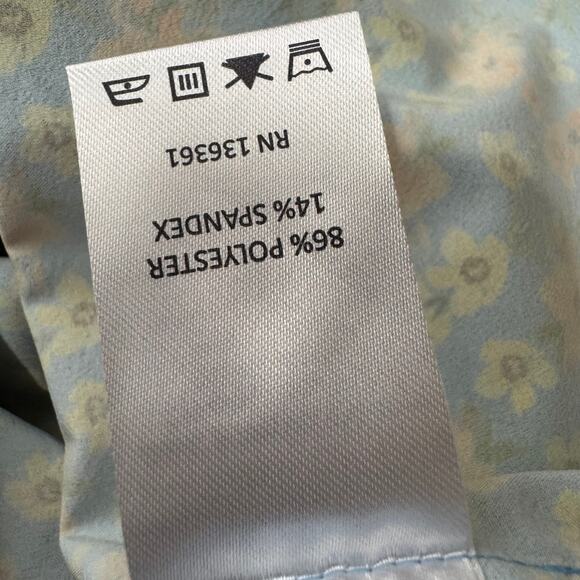 86% POLYESTER
14% SPANDEX
RN 136361